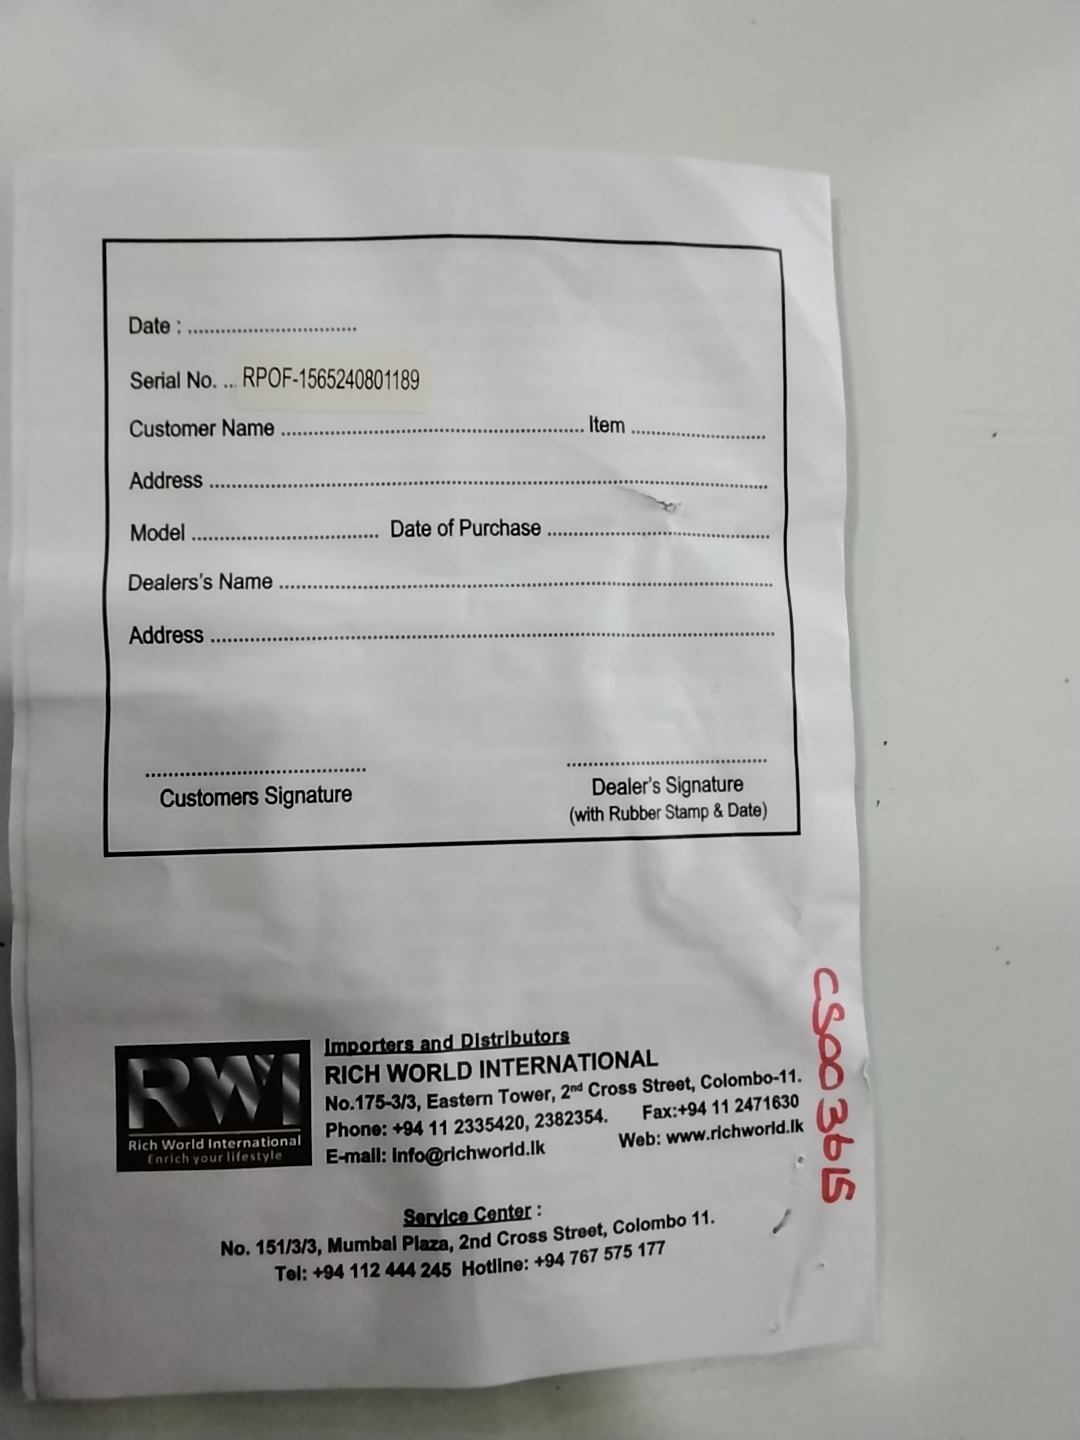 Date : ..............................
Serial No. ... RPOF-1565240801189
Customer Name ...................................................... Item ........................
Address ....................................................................................................
Model .................................. Date of Purchase ........................................
Dealers's Name ........................................................................................
Address ....................................................................................................
Customers Signature
Dealer's Signature
(with Rubber Stamp & Date)
RWI
Rich World International
Enrich your lifestyle
Importers and Distributors
RICH WORLD INTERNATIONAL
No.175-3/3, Eastern Tower, 2nd Cross Street, Colombo-11.
Phone: +94 11 2335420, 2382354. Fax:+94 11 2471630
E-mail: Info@richworld.lk Web: www.richworld.lk
Service Center :
No. 151/3/3, Mumbal Plaza, 2nd Cross Street, Colombo 11.
Tel: +94 112 444 245 Hotline: +94 767 575 177
CS003615